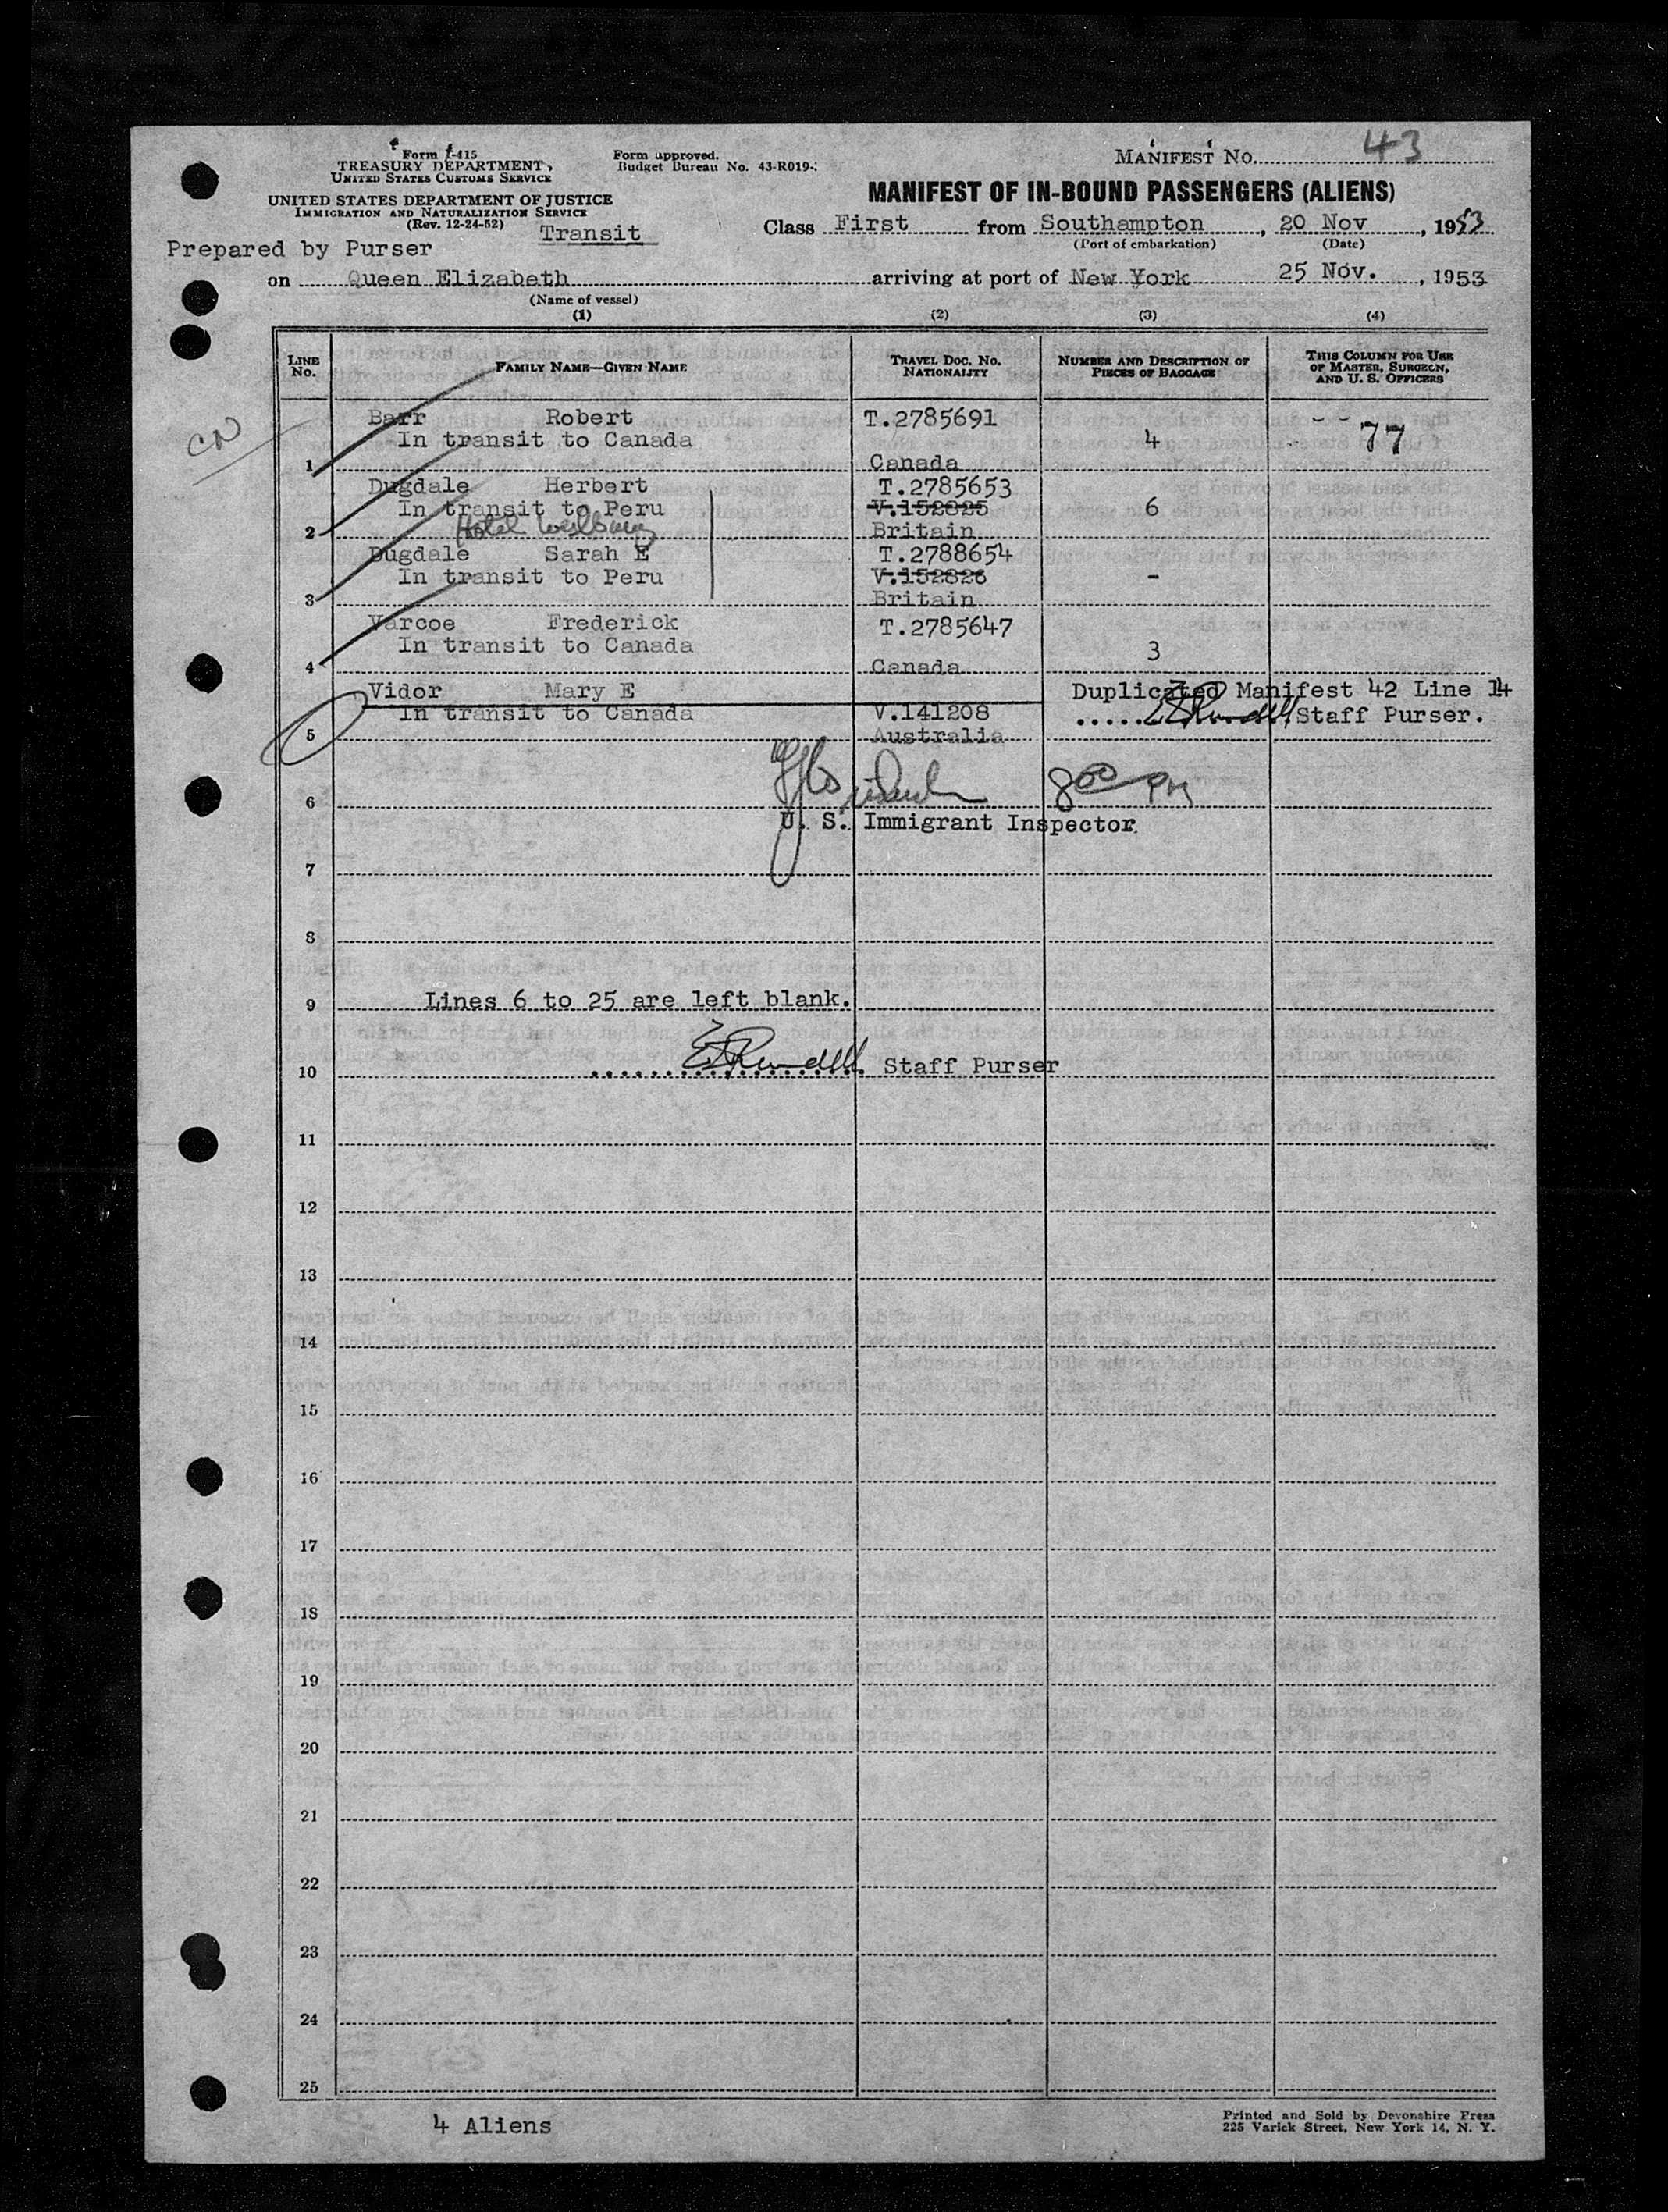 Form I-415
TREASURY DEPARTMENT,
UNITED STATES CUSTOMS SERVICE
UNITED STATES DEPARTMENT OF JUSTICE
IMMIGRATION AND NATURALIZATION SERVICE
(Rev. 12-24-52)
Transit
Prepared by Purser
Form approved.
Budget Bureau No. 43-R019-
MANIFEST NO. 43
MANIFEST OF IN-BOUND PASSENGERS (ALIENS)
Class First from Southampton, 20 Nov, 1953
(Port of embarkation) (Date)
on Queen Elizabeth arriving at port of New York 25 Nov., 1953
(Name of vessel)
(1) (2) (3) (4)
LINE NO.
FAMILY NAME—GIVEN NAME
TRAVEL DOC. NO. NATIONALITY
NUMBER AND DESCRIPTION OF PIECES OF BAGGAGE
THIS COLUMN FOR USE OF MASTER, SURGEON, AND U. S. OFFICERS
Barr Robert T.2785691
In transit to Canada 4 77
1 Canada
Dugdale Herbert T.2785653
In transit to Peru V.152825 6
2 Hotel Britain
Dugdale Sarah E T.2788654
In transit to Peru V.152826 -
3 Britain
Varcoe Frederick T.2785647
In transit to Canada 3
4 Canada
Vidor Mary E Duplicated Manifest 42 Line 14
In transit to Canada V.141208 Staff Purser.
5 Australia
6 8 00 PM
U. S. Immigrant Inspector.
7
8
9 Lines 6 to 25 are left blank.
10 Staff Purser
11
12
13
14
15
16
17
18
19
20
21
22
23
24
25
4 Aliens
Printed and Sold by Devonshire Press
225 Varick Street, New York 14, N. Y.